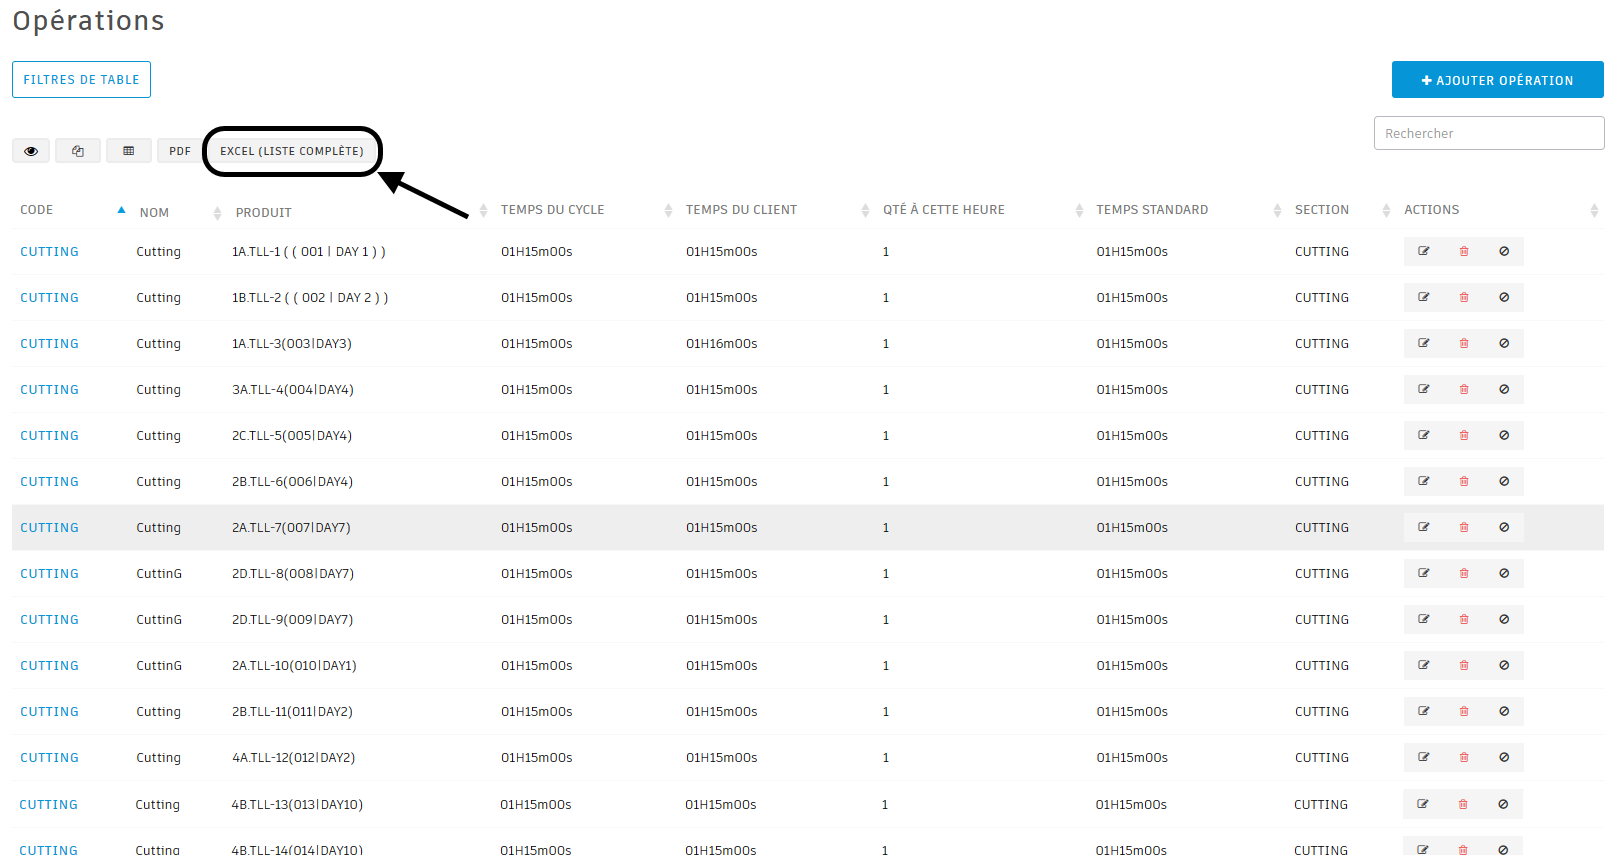 Opérations
FILTRES DE TABLE
AJOUTER OPÉRATION
Rechercher
PDF EXCEL (LISTE COMPLÈTE)
CODE NOM PRODUIT TEMPS DU CYCLE TEMPS DU CLIENT QTÉ À CETTE HEURE TEMPS STANDARD SECTION ACTIONS
CUTTING Cutting 1A.TLL-1 ( ( 001 | DAY 1 ) ) 01H15m00s 01H15m00s 1 01H15m00s CUTTING
CUTTING Cutting 1B.TLL-2 ( ( 002 | DAY 2 ) ) 01H15m00s 01H15m00s 1 01H15m00s CUTTING
CUTTING Cutting 1A.TLL-3(003|DAY3) 01H15m00s 01H16m00s 1 01H15m00s CUTTING
CUTTING Cutting 3A.TLL-4(004|DAY4) 01H15m00s 01H15m00s 1 01H15m00s CUTTING
CUTTING Cutting 2C.TLL-5(005|DAY4) 01H15m00s 01H15m00s 1 01H15m00s CUTTING
CUTTING Cutting 2B.TLL-6(006|DAY4) 01H15m00s 01H15m00s 1 01H15m00s CUTTING
CUTTING Cutting 2A.TLL-7(007|DAY7) 01H15m00s 01H15m00s 1 01H15m00s CUTTING
CUTTING CuttinG 2D.TLL-8(008|DAY7) 01H15m00s 01H15m00s 1 01H15m00s CUTTING
CUTTING CuttinG 2D.TLL-9(009|DAY7) 01H15m00s 01H15m00s 1 01H15m00s CUTTING
CUTTING CuttinG 2A.TLL-10(010|DAY1) 01H15m00s 01H15m00s 1 01H15m00s CUTTING
CUTTING Cutting 2B.TLL-11(011|DAY2) 01H15m00s 01H15m00s 1 01H15m00s CUTTING
CUTTING Cutting 4A.TLL-12(012|DAY2) 01H15m00s 01H15m00s 1 01H15m00s CUTTING
CUTTING Cutting 4B.TLL-13(013|DAY10) 01H15m00s 01H15m00s 1 01H15m00s CUTTING
CUTTING Cutting 4B.TLL-14(014|DAY10) 01H15m00s 01H15m00s 1 01H15m00s CUTTING